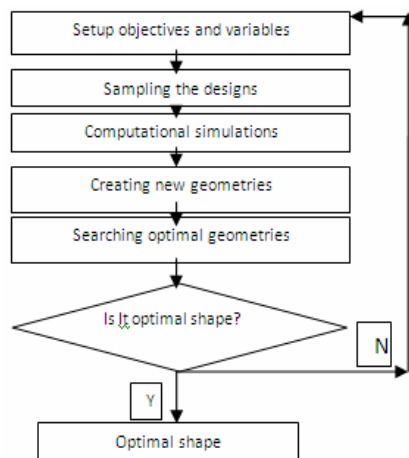 Setup objectives and variables
Sampling the designs
Computational simulations
Creating new geometries
Searching optimal geometries
Is It optimal shape?
N
Y
Optimal shape